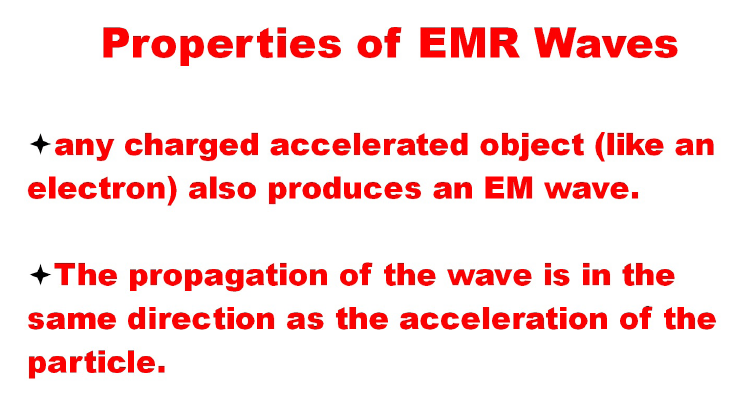 Properties of EMR Waves
✦any charged accelerated object (like an
electron) also produces an EM wave.
✦The propagation of the wave is in the
same direction as the acceleration of the
particle.